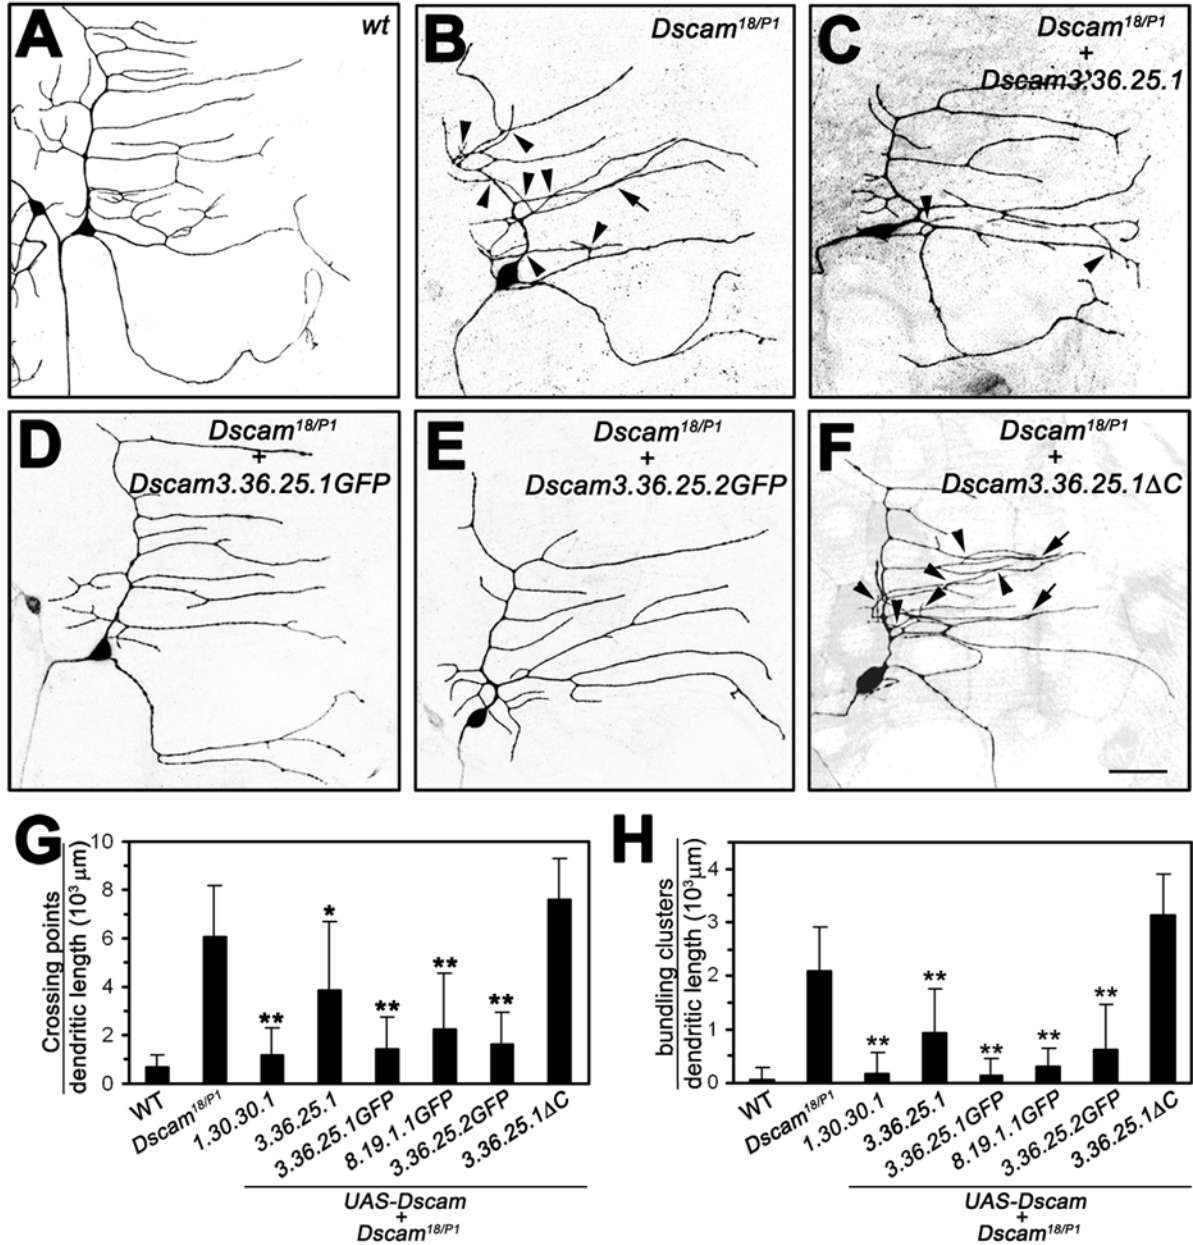 A
wt
B
Dscam18/P1
C
Dscam18/P1
+
Dscam3.36.25.1
D
Dscam18/P1
+
Dscam3.36.25.1GFP
E
Dscam18/P1
+
Dscam3.36.25.2GFP
F
Dscam18/P1
+
Dscam3.36.25.1ΔC
G
Crossing points
dendritic length (10³ μm)
10
8
6
4
2
0
*
**
**
**
**
WT
Dscam18/P1
1.30.30.1
3.36.25.1
3.36.25.1GFP
8.19.1.1GFP
3.36.25.2GFP
3.36.25.1ΔC
UAS-Dscam
+
Dscam18/P1
H
bundling clusters
dendritic length (10³μm)
4
3
2
1
0
**
**
**
**
**
WT
Dscam18/P1
1.30.30.1
3.36.25.1
3.36.25.1GFP
8.19.1.1GFP
3.36.25.2GFP
3.36.25.1ΔC
UAS-Dscam
+
Dscam18/P1